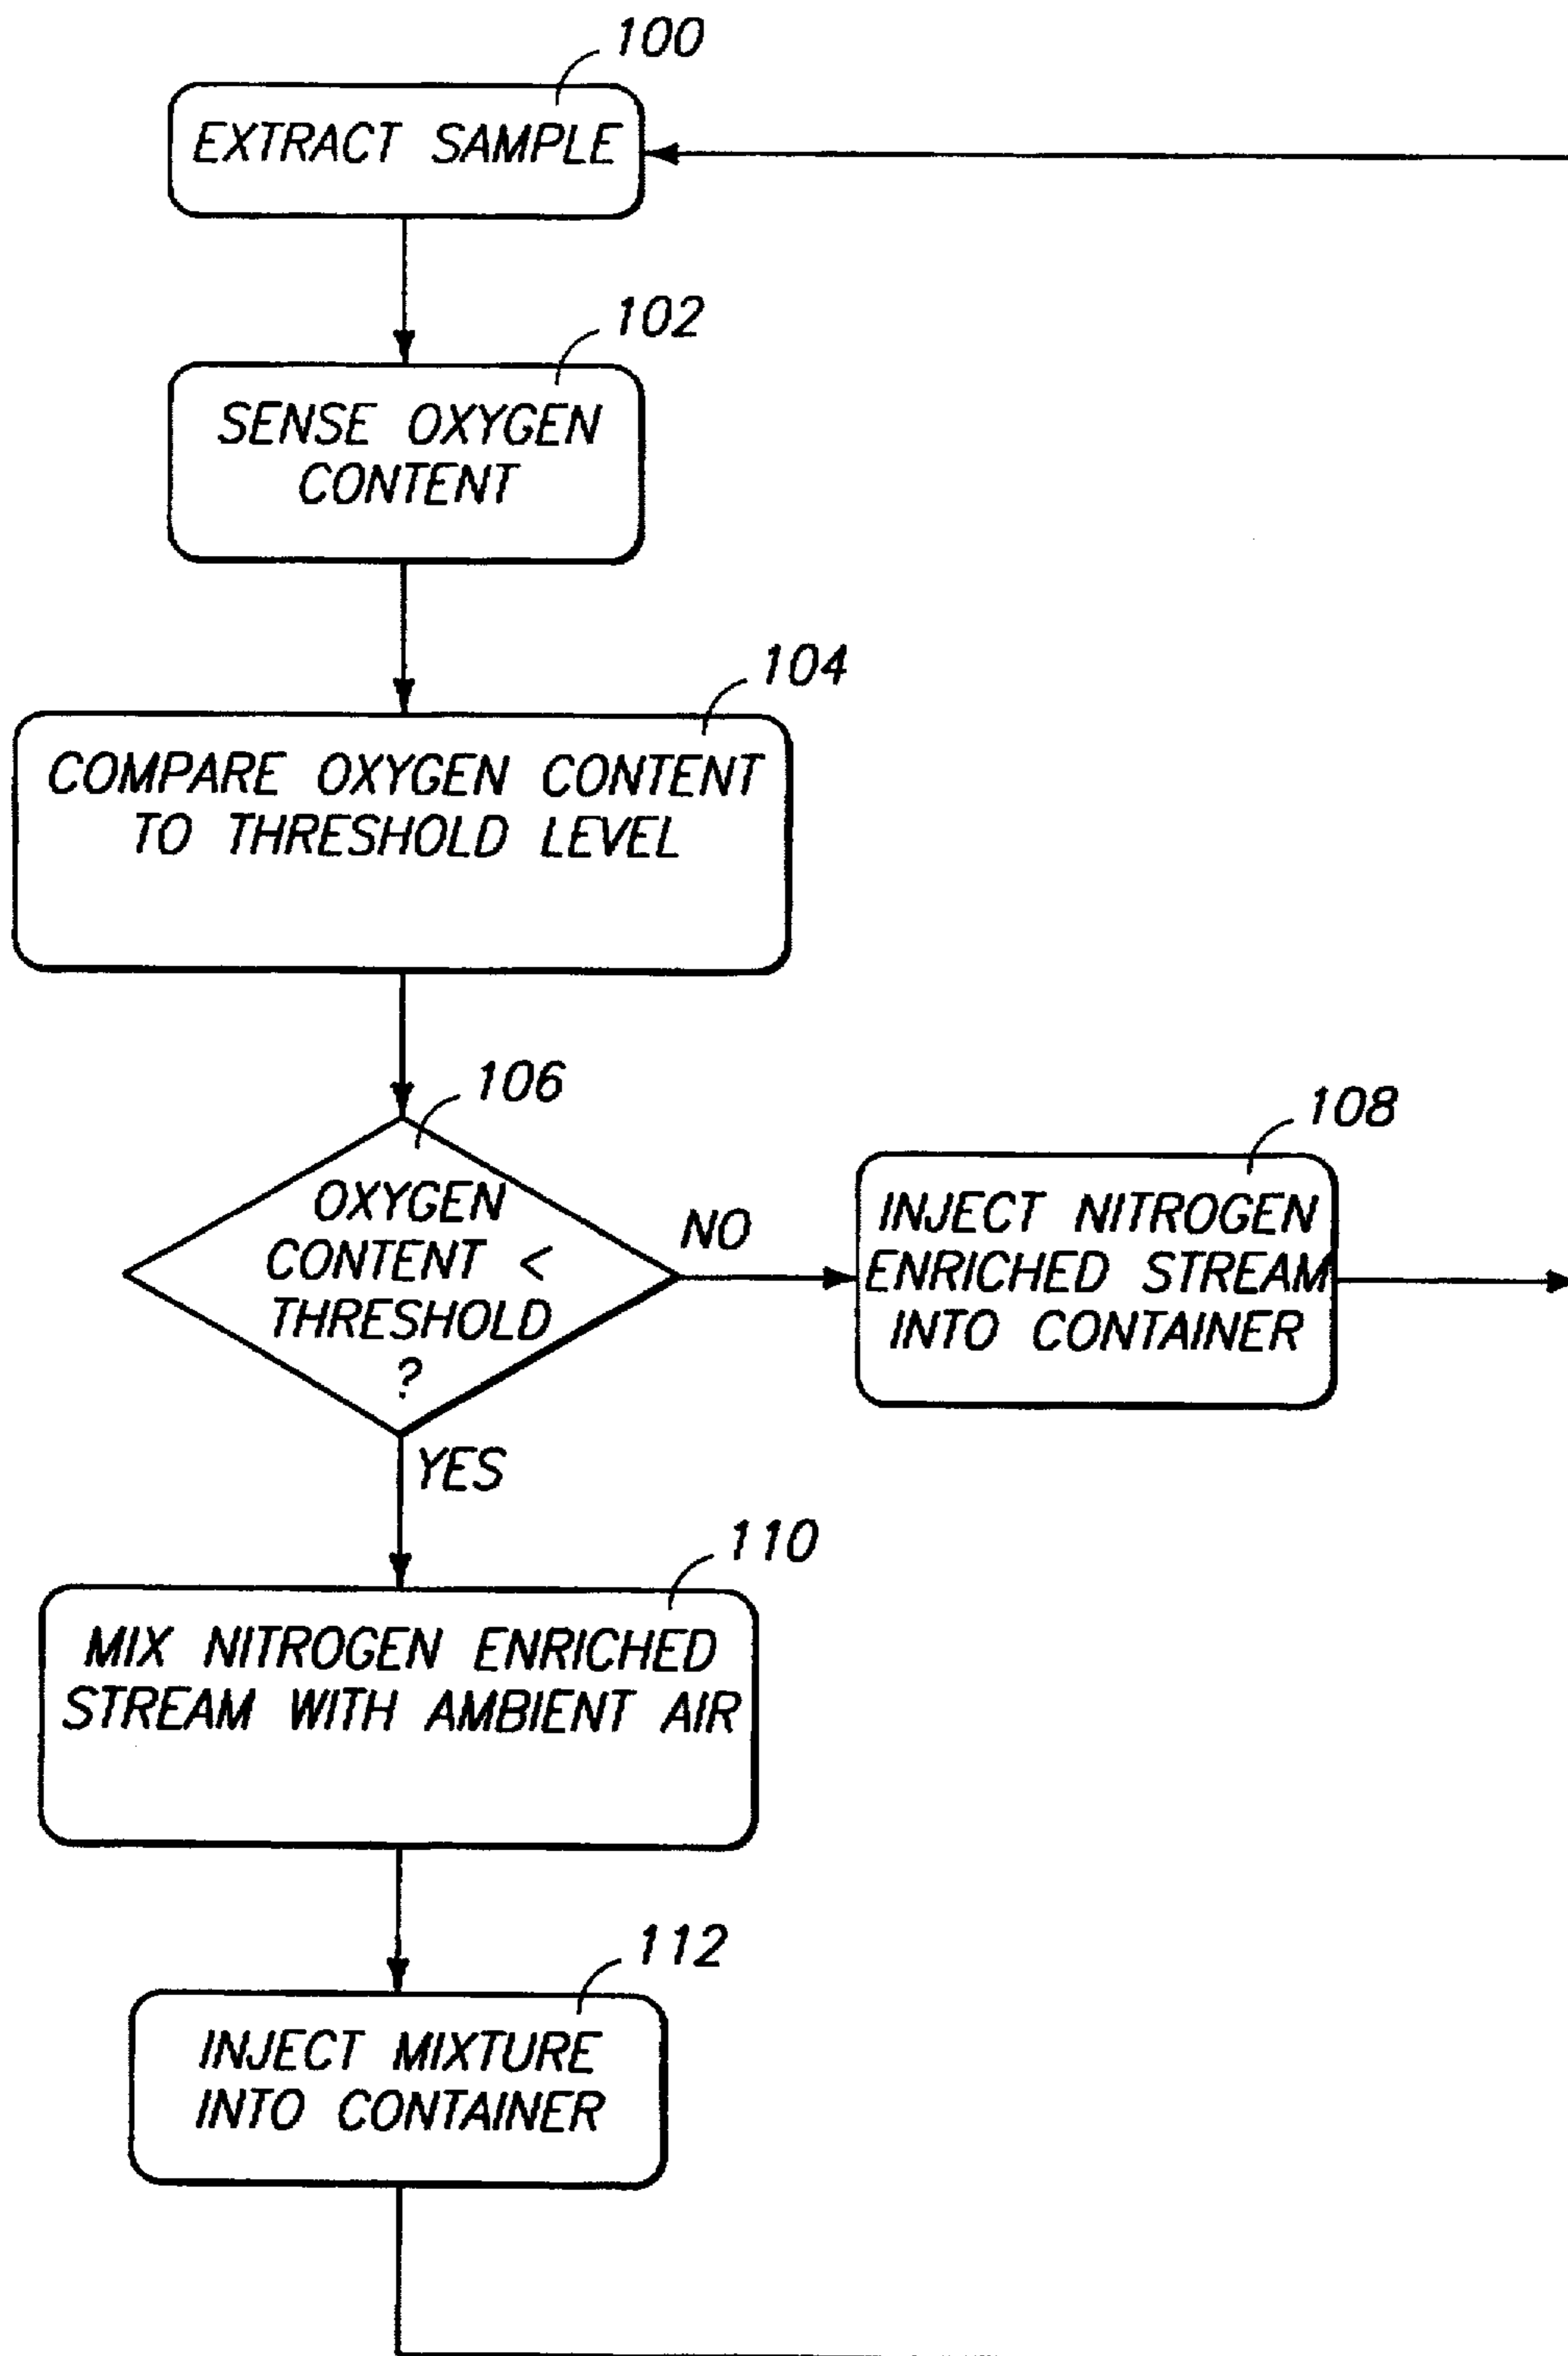 100
EXTRACT SAMPLE
102
SENSE OXYGEN
CONTENT
104
COMPARE OXYGEN CONTENT
TO THRESHOLD LEVEL
106
OXYGEN
CONTENT <
THRESHOLD
?
NO
108
INJECT NITROGEN
ENRICHED STREAM
INTO CONTAINER
YES
110
MIX NITROGEN ENRICHED
STREAM WITH AMBIENT AIR
112
INJECT MIXTURE
INTO CONTAINER